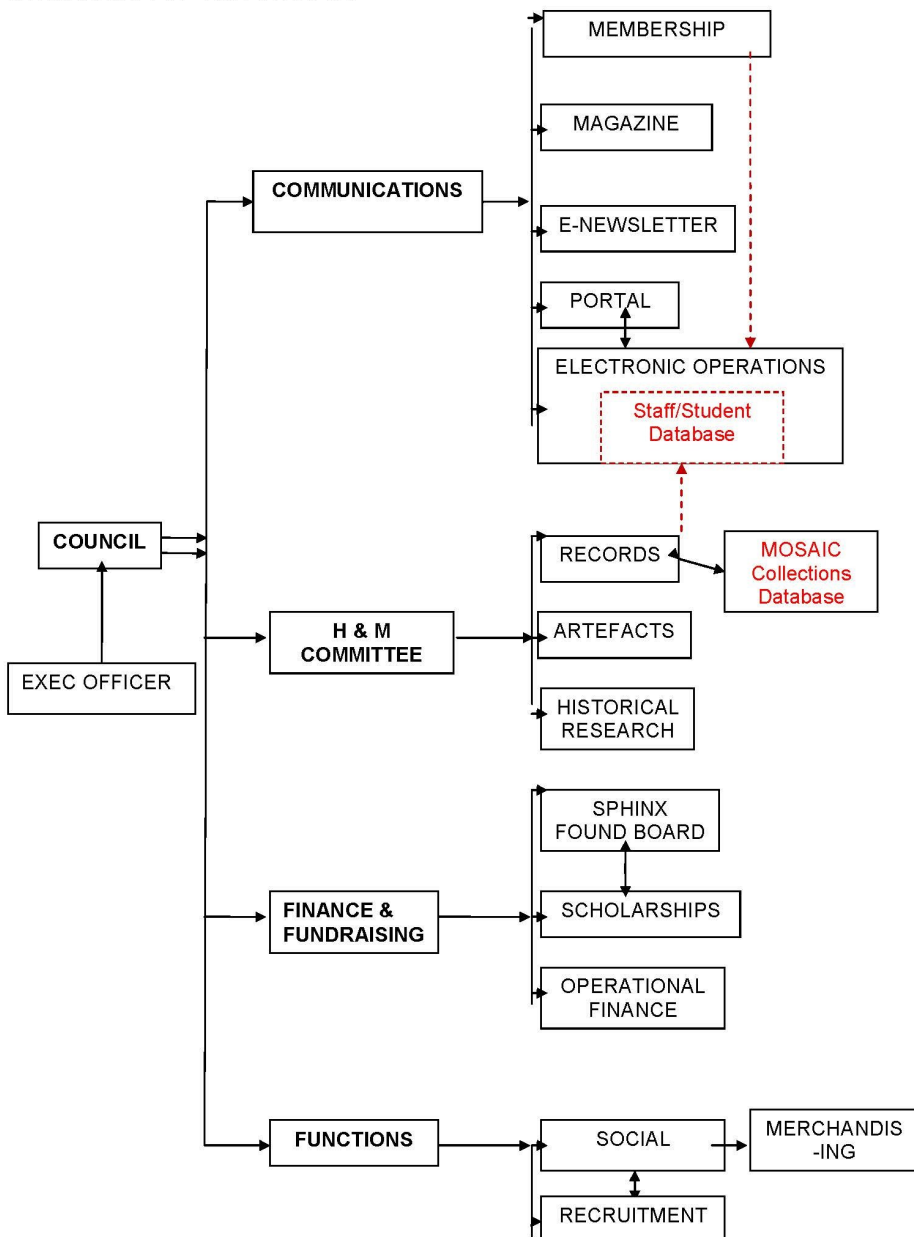 MEMBERSHIP
MAGAZINE
COMMUNICATIONS
E-NEWSLETTER
PORTAL
ELECTRONIC OPERATIONS
Staff/Student
Database
COUNCIL
RECORDS
MOSAIC
Collections
Database
H & M
COMMITTEE
ARTEFACTS
EXEC OFFICER
HISTORICAL
RESEARCH
SPHINX
FOUND BOARD
FINANCE &
FUNDRAISING
SCHOLARSHIPS
OPERATIONAL
FINANCE
FUNCTIONS
SOCIAL
MERCHANDIS
-ING
RECRUITMENT